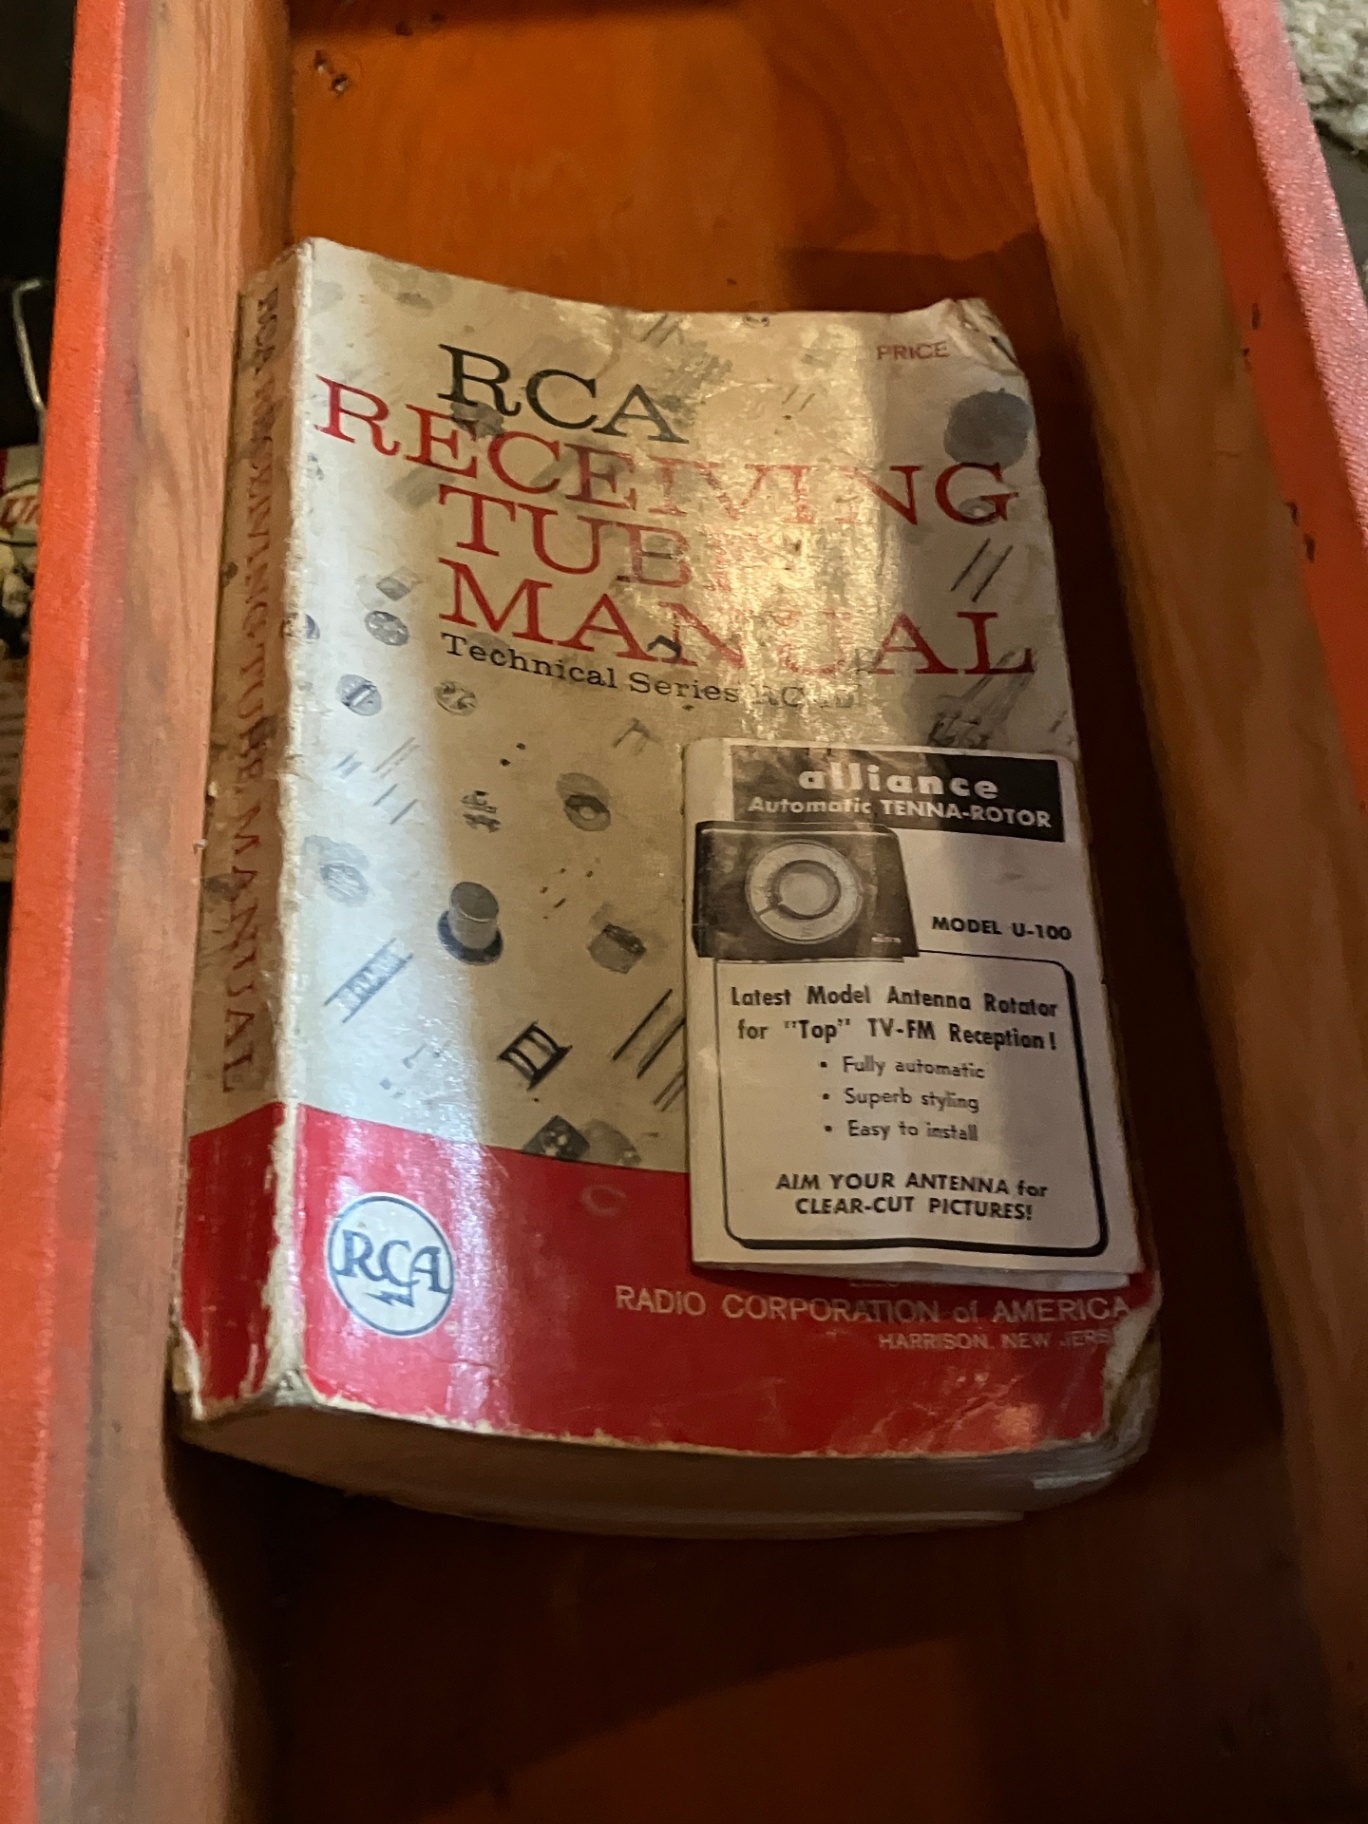 PRICE
RCA
RECEIVING
TUBE
MANUAL
Technical Series RC
RCA RECEIVING TUBE MANUAL
alliance
Automatic TENNA-ROTOR
MODEL U-100
Latest Model Antenna Rotator
for "Top" TV-FM Reception!
• Fully automatic
• Superb styling
• Easy to install
AIM YOUR ANTENNA for
CLEAR-CUT PICTURES!
RCA
RADIO CORPORATION of AMERICA
HARRISON, NEW JERS